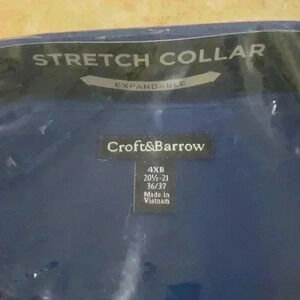 STRETCH COLLAR
EXPANDABLE
Croft&Barrow
4XB
20½-21
36/37
Made in
Vietnam